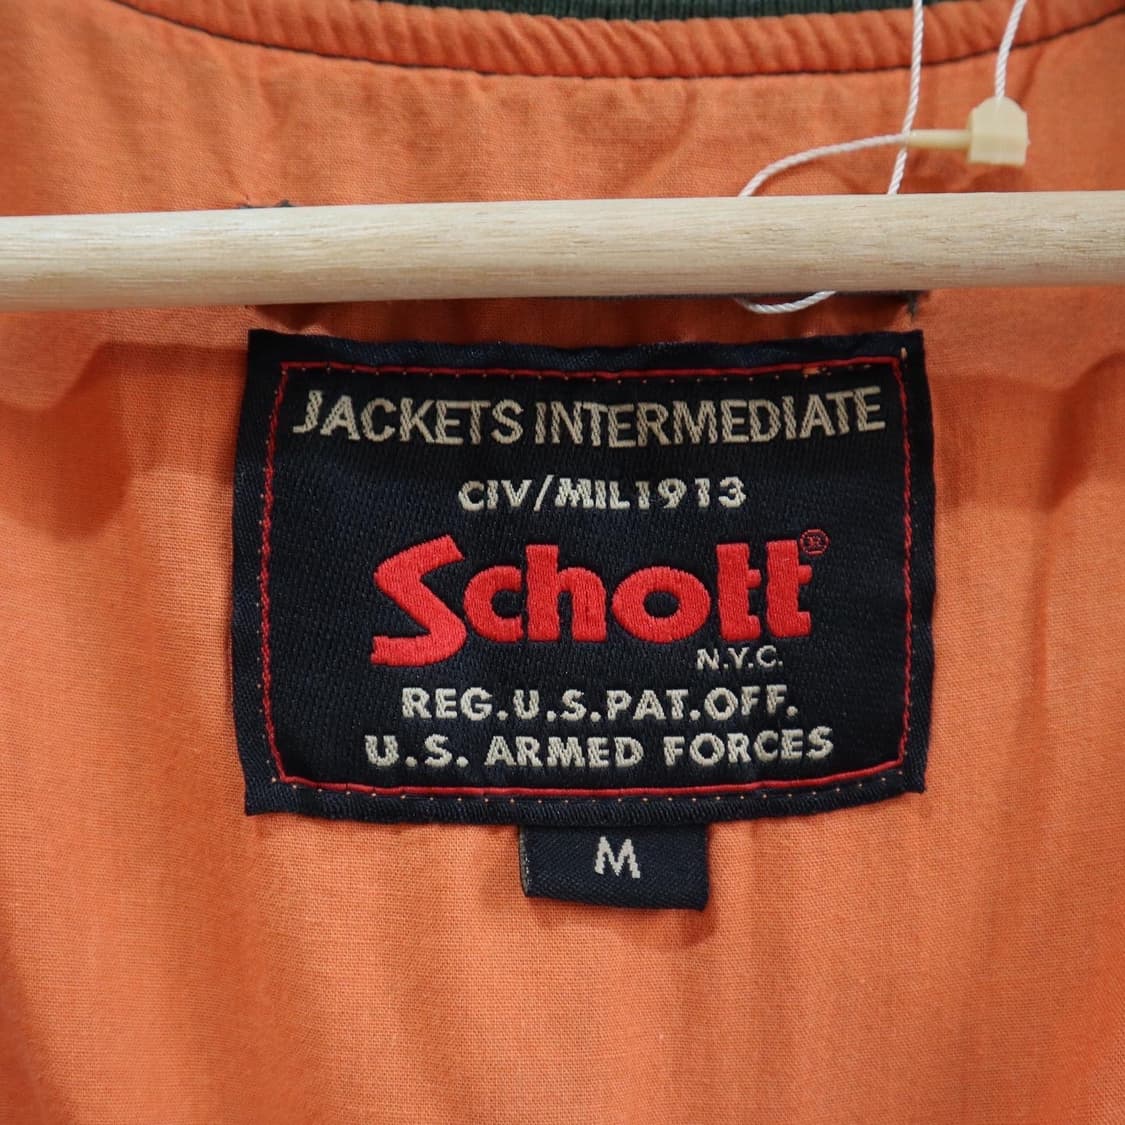 JACKETS INTERMEDIATE
CIV/MIL1913
Schott®
N.Y.C.
REG.U.S.PAT.OFF.
U.S. ARMED FORCES
M